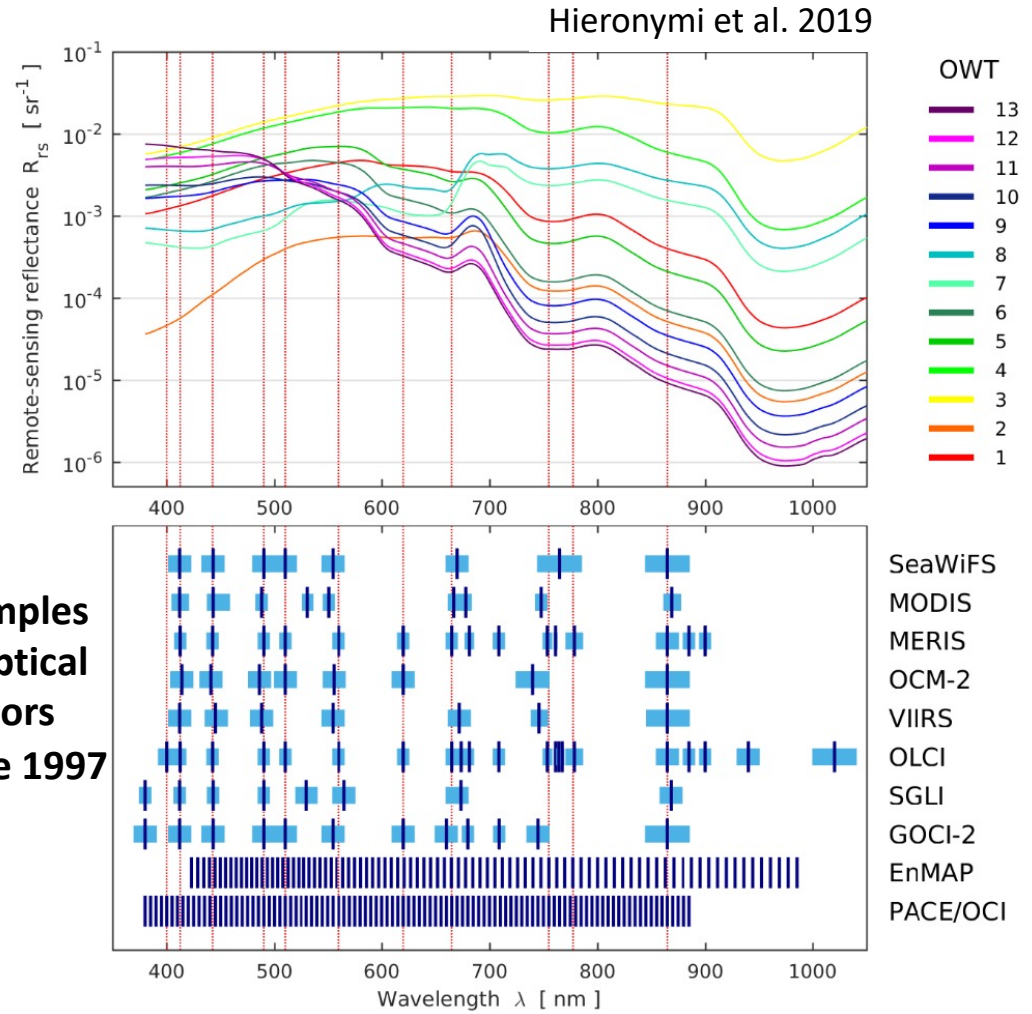 Hieronymi et al. 2019
10^-1
10^-2
10^-3
10^-4
10^-5
10^-6
Remote-sensing reflectance R_rs [ sr^-1 ]
400 500 600 700 800 900 1000
OWT
13
12
11
10
9
8
7
6
5
4
3
2
1
mples
ptical
ors
e 1997
SeaWiFS
MODIS
MERIS
OCM-2
VIIRS
OLCI
SGLI
GOCI-2
EnMAP
PACE/OCI
400 500 600 700 800 900 1000
Wavelength λ [ nm ]